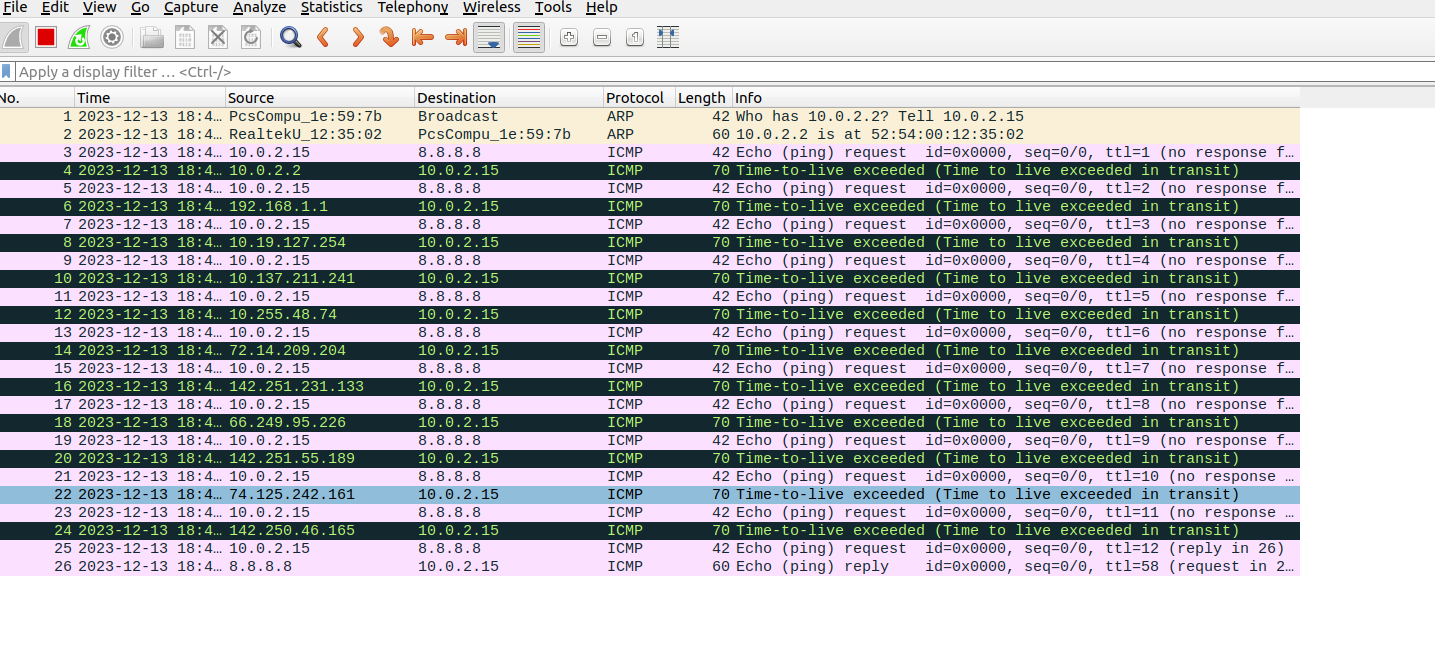 File Edit View Go Capture Analyze Statistics Telephony Wireless Tools Help
Apply a display filter … <Ctrl-/>
No. Time Source Destination Protocol Length Info
1 2023-12-13 18:4… PcsCompu_1e:59:7b Broadcast ARP 42 Who has 10.0.2.2? Tell 10.0.2.15
2 2023-12-13 18:4… RealtekU_12:35:02 PcsCompu_1e:59:7b ARP 60 10.0.2.2 is at 52:54:00:12:35:02
3 2023-12-13 18:4… 10.0.2.15 8.8.8.8 ICMP 42 Echo (ping) request id=0x0000, seq=0/0, ttl=1 (no response f…
4 2023-12-13 18:4… 10.0.2.2 10.0.2.15 ICMP 70 Time-to-live exceeded (Time to live exceeded in transit)
5 2023-12-13 18:4… 10.0.2.15 8.8.8.8 ICMP 42 Echo (ping) request id=0x0000, seq=0/0, ttl=2 (no response f…
6 2023-12-13 18:4… 192.168.1.1 10.0.2.15 ICMP 70 Time-to-live exceeded (Time to live exceeded in transit)
7 2023-12-13 18:4… 10.0.2.15 8.8.8.8 ICMP 42 Echo (ping) request id=0x0000, seq=0/0, ttl=3 (no response f…
8 2023-12-13 18:4… 10.19.127.254 10.0.2.15 ICMP 70 Time-to-live exceeded (Time to live exceeded in transit)
9 2023-12-13 18:4… 10.0.2.15 8.8.8.8 ICMP 42 Echo (ping) request id=0x0000, seq=0/0, ttl=4 (no response f…
10 2023-12-13 18:4… 10.137.211.241 10.0.2.15 ICMP 70 Time-to-live exceeded (Time to live exceeded in transit)
11 2023-12-13 18:4… 10.0.2.15 8.8.8.8 ICMP 42 Echo (ping) request id=0x0000, seq=0/0, ttl=5 (no response f…
12 2023-12-13 18:4… 10.255.48.74 10.0.2.15 ICMP 70 Time-to-live exceeded (Time to live exceeded in transit)
13 2023-12-13 18:4… 10.0.2.15 8.8.8.8 ICMP 42 Echo (ping) request id=0x0000, seq=0/0, ttl=6 (no response f…
14 2023-12-13 18:4… 72.14.209.204 10.0.2.15 ICMP 70 Time-to-live exceeded (Time to live exceeded in transit)
15 2023-12-13 18:4… 10.0.2.15 8.8.8.8 ICMP 42 Echo (ping) request id=0x0000, seq=0/0, ttl=7 (no response f…
16 2023-12-13 18:4… 142.251.231.133 10.0.2.15 ICMP 70 Time-to-live exceeded (Time to live exceeded in transit)
17 2023-12-13 18:4… 10.0.2.15 8.8.8.8 ICMP 42 Echo (ping) request id=0x0000, seq=0/0, ttl=8 (no response f…
18 2023-12-13 18:4… 66.249.95.226 10.0.2.15 ICMP 70 Time-to-live exceeded (Time to live exceeded in transit)
19 2023-12-13 18:4… 10.0.2.15 8.8.8.8 ICMP 42 Echo (ping) request id=0x0000, seq=0/0, ttl=9 (no response f…
20 2023-12-13 18:4… 142.251.55.189 10.0.2.15 ICMP 70 Time-to-live exceeded (Time to live exceeded in transit)
21 2023-12-13 18:4… 10.0.2.15 8.8.8.8 ICMP 42 Echo (ping) request id=0x0000, seq=0/0, ttl=10 (no response …
22 2023-12-13 18:4… 74.125.242.161 10.0.2.15 ICMP 70 Time-to-live exceeded (Time to live exceeded in transit)
23 2023-12-13 18:4… 10.0.2.15 8.8.8.8 ICMP 42 Echo (ping) request id=0x0000, seq=0/0, ttl=11 (no response …
24 2023-12-13 18:4… 142.250.46.165 10.0.2.15 ICMP 70 Time-to-live exceeded (Time to live exceeded in transit)
25 2023-12-13 18:4… 10.0.2.15 8.8.8.8 ICMP 42 Echo (ping) request id=0x0000, seq=0/0, ttl=12 (reply in 26)
26 2023-12-13 18:4… 8.8.8.8 10.0.2.15 ICMP 60 Echo (ping) reply id=0x0000, seq=0/0, ttl=58 (request in 2…